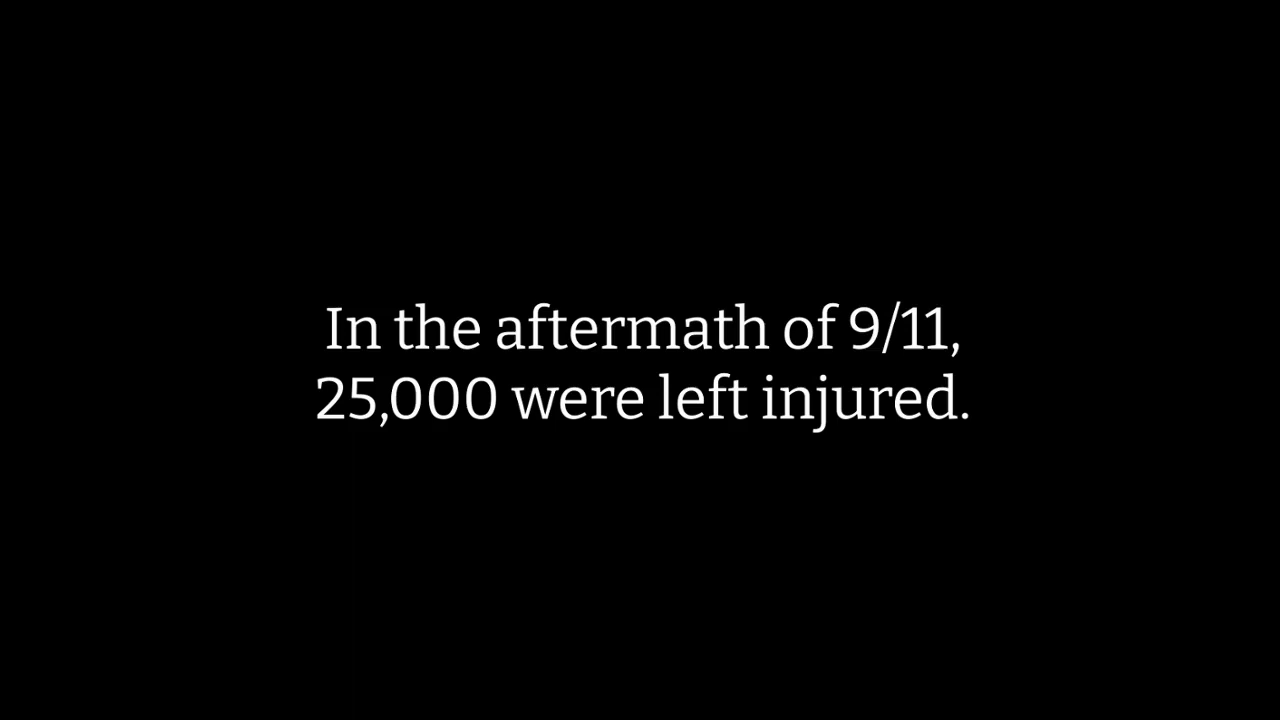 In the aftermath of 9/11,
25,000 were left injured.